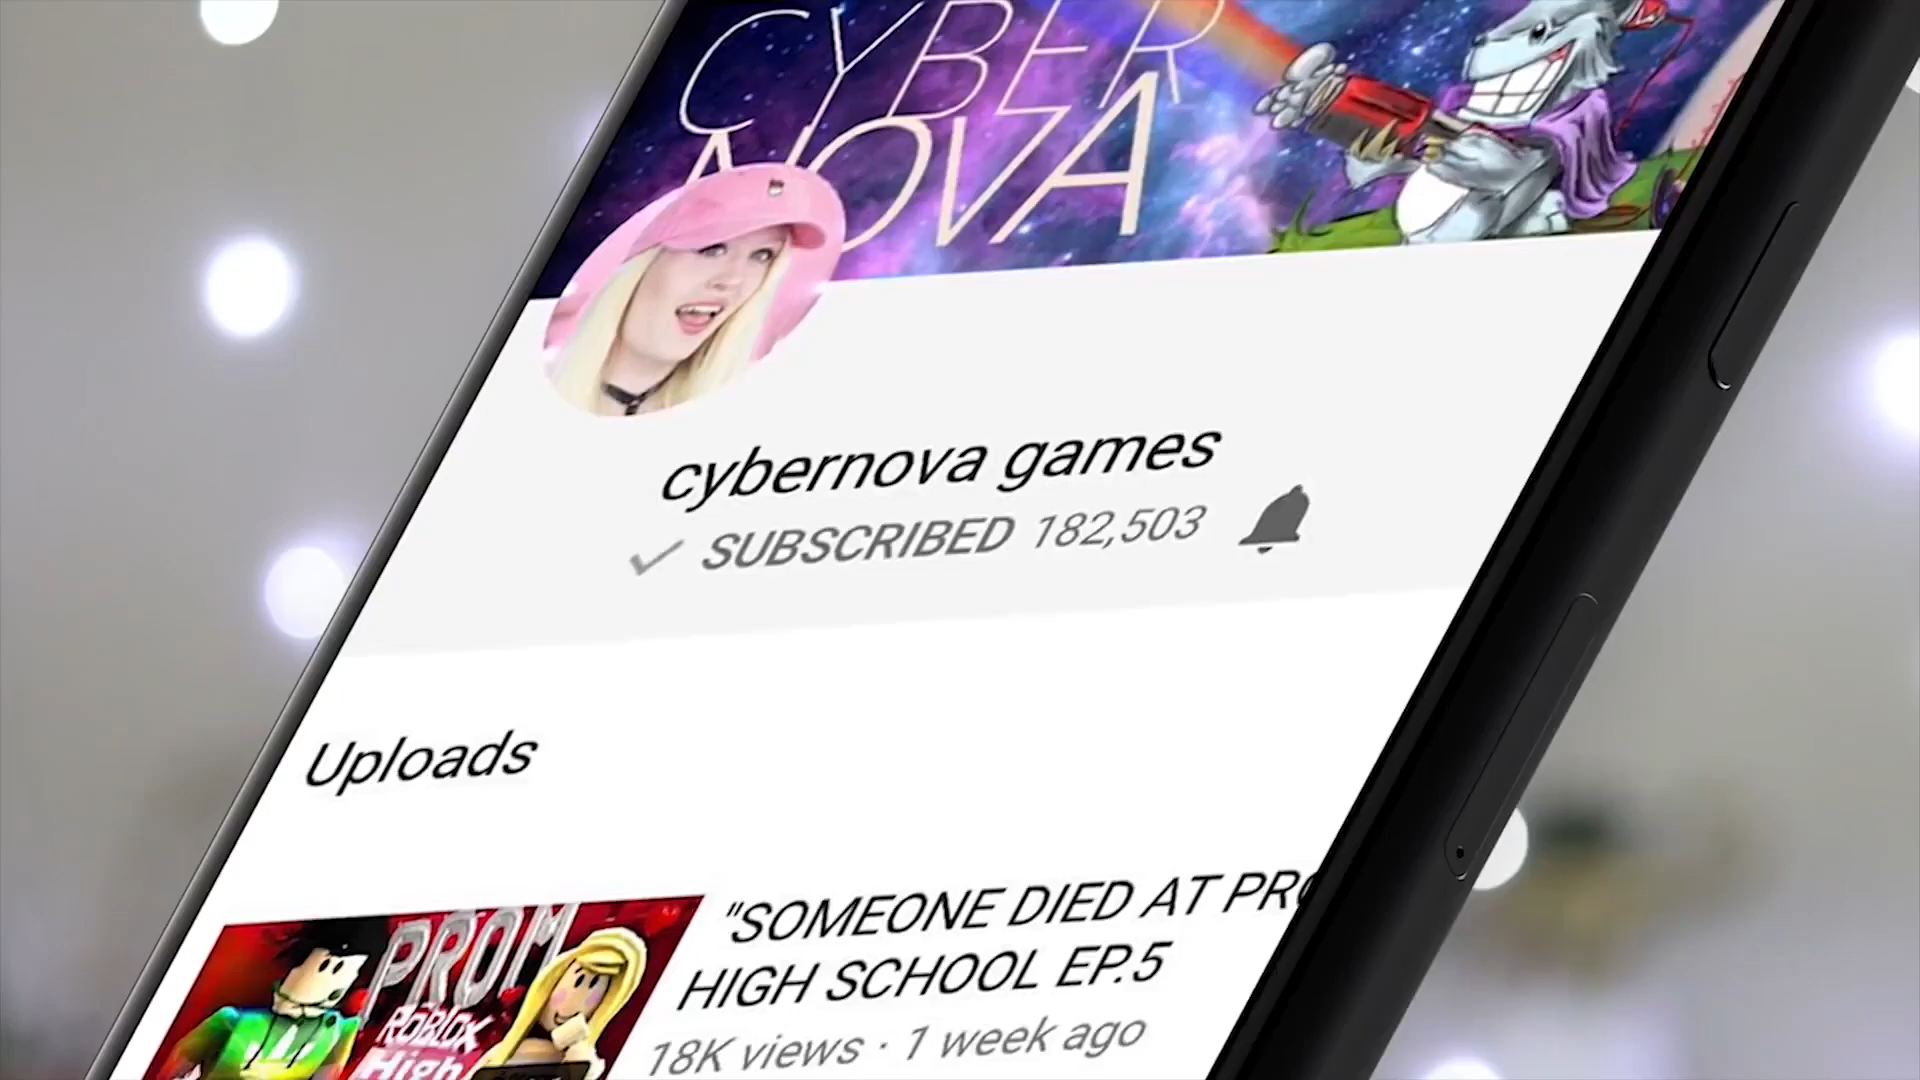 CYBER
NOVA
cybernova games
SUBSCRIBED 182,503
Uploads
"SOMEONE DIED AT PRO
HIGH SCHOOL EP.5
18K views · 1 week ago
PROM
ROBLOX
High